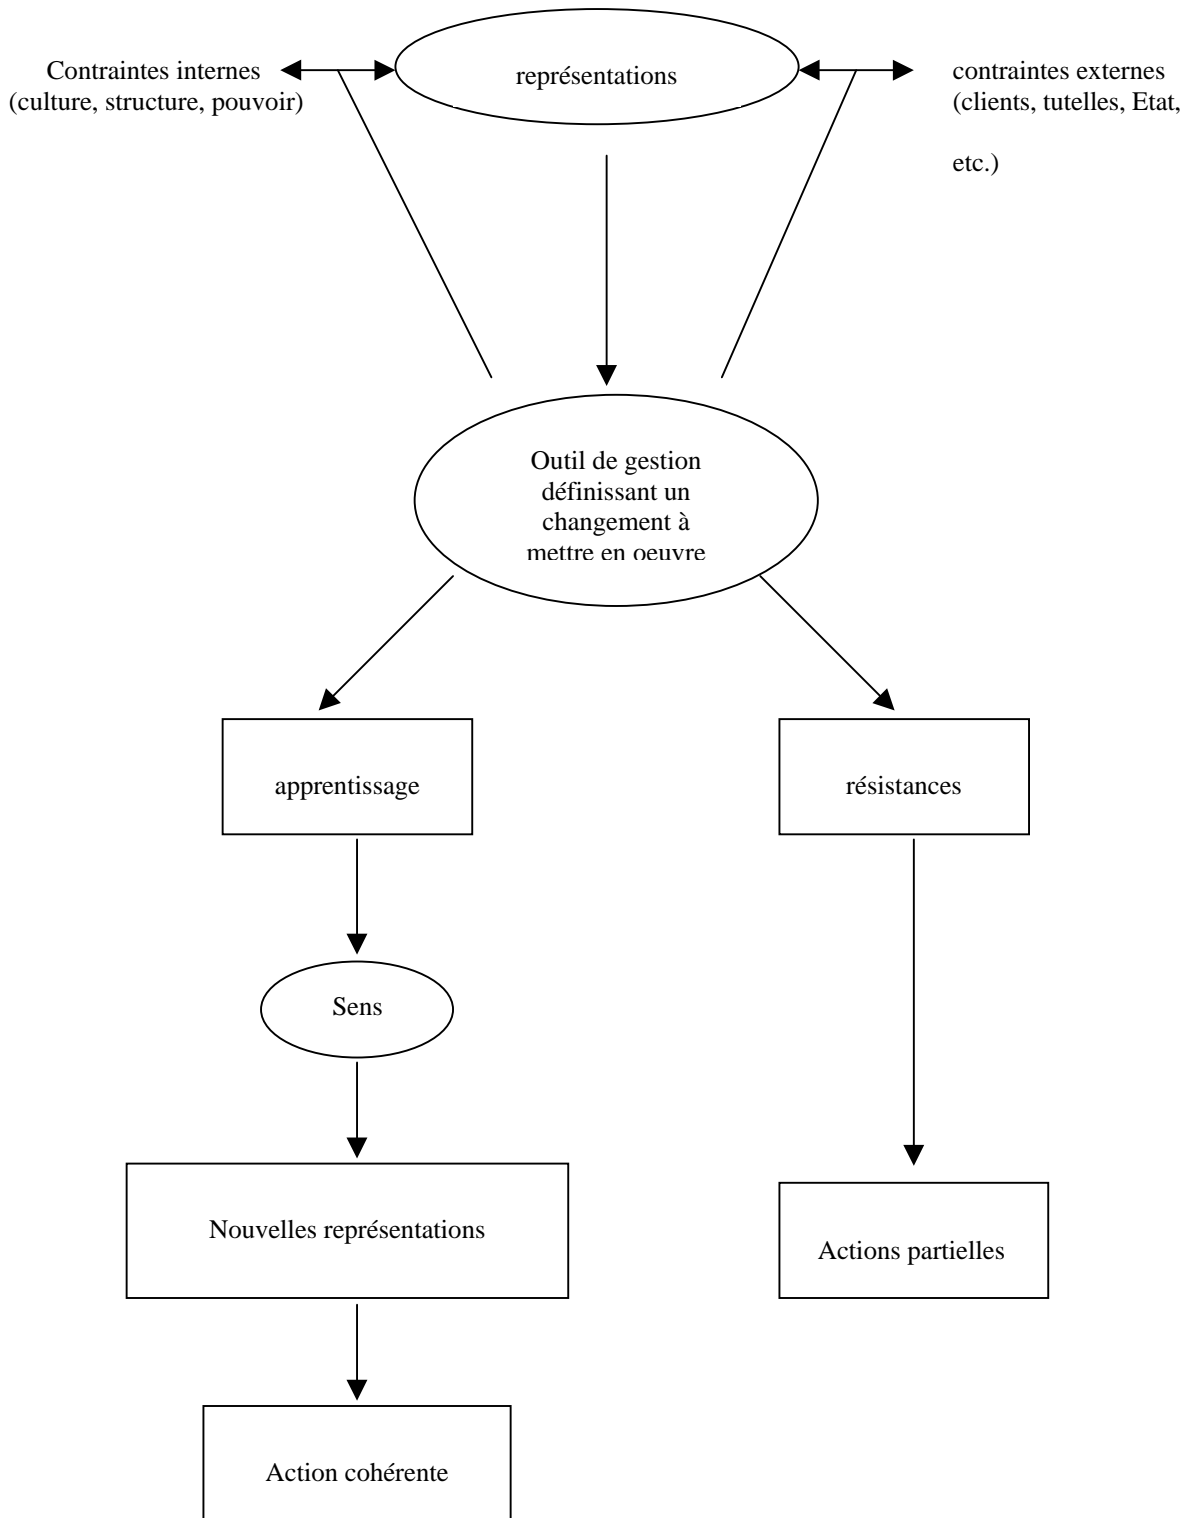 Contraintes internes
(culture, structure, pouvoir)
représentations
contraintes externes
(clients, tutelles, Etat,
etc.)
Outil de gestion
définissant un
changement à
mettre en oeuvre
apprentissage
résistances
Sens
Nouvelles représentations
Actions partielles
Action cohérente